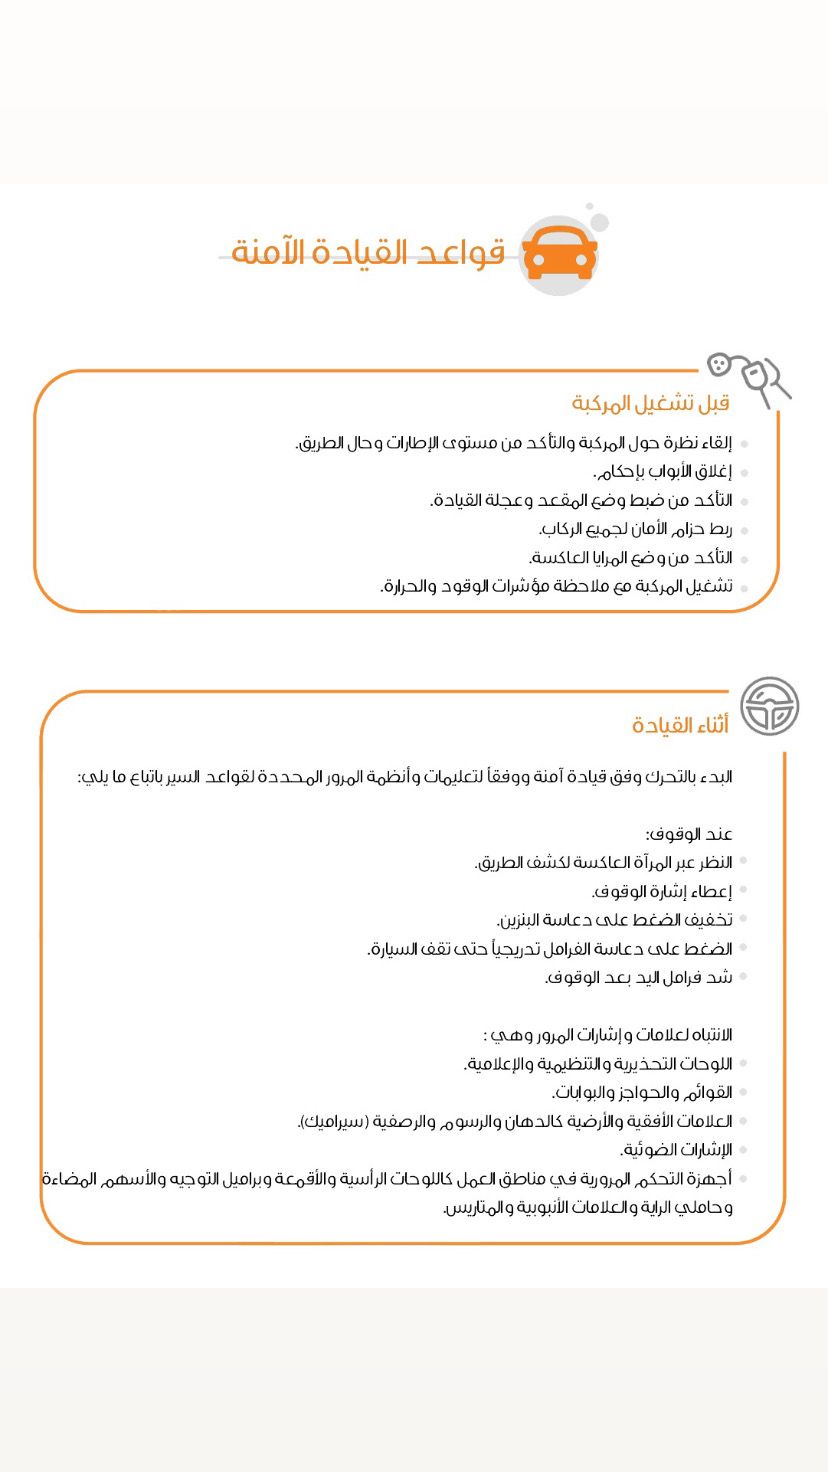 قواعد القيادة الآمنة
قبل تشغيل المركبة
إلقاء نظرة حول المركبة والتأكد من مستوى الإطارات وحال الطريق.
إغلاق الأبواب بإحكام.
التأكد من ضبط وضع المقعد وعجلة القيادة.
ربط حزام الأمان لجميع الركاب.
التأكد من وضع المرايا العاكسة.
تشغيل المركبة مع ملاحظة مؤشرات الوقود والحرارة.
أثناء القيادة
البدء بالتحرك وفق قيادة آمنة ووفقاً لتعليمات وأنظمة المرور المحددة لقواعد السير باتباع ما يلي:
عند الوقوف:
النظر عبر المرآة العاكسة لكشف الطريق.
إعطاء إشارة الوقوف.
تخفيف الضغط على دعاسة البنزين.
الضغط على دعاسة الفرامل تدريجياً حتى تقف السيارة.
شد فرامل اليد بعد الوقوف.
الانتباه لعلامات وإشارات المرور وهي :
اللوحات التحذيرية والتنظيمية والإعلامية.
القوائم والحواجز والبوابات.
العلامات الأفقية والأرضية كالدهان والرسوم والرصفية (سيراميك).
الإشارات الضوئية.
أجهزة التحكم المرورية في مناطق العمل كاللوحات الرأسية والأقمعة وبراميل التوجيه والأسهم المضاءة
وحاملي الراية والعلامات الأنبوبية والمتاريس.